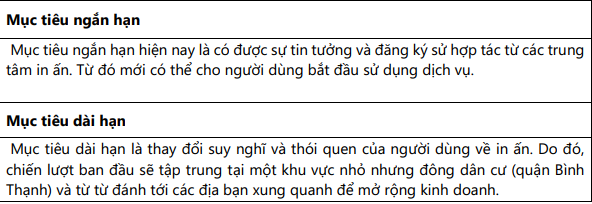 Mục tiêu ngắn hạn
Mục tiêu ngắn hạn hiện nay là có được sự tin tưởng và đăng ký sử hợp tác từ các trung
tâm in ấn. Từ đó mới có thể cho người dùng bắt đầu sử dụng dịch vụ.
Mục tiêu dài hạn
Mục tiêu dài hạn là thay đổi suy nghĩ và thói quen của người dùng về in ấn. Do đó,
chiến lượt ban đầu sẽ tập trung tại một khu vực nhỏ nhưng đông dân cư (quận Bình
Thạnh) và từ từ đánh tới các địa bạn xung quanh để mở rộng kinh doanh.